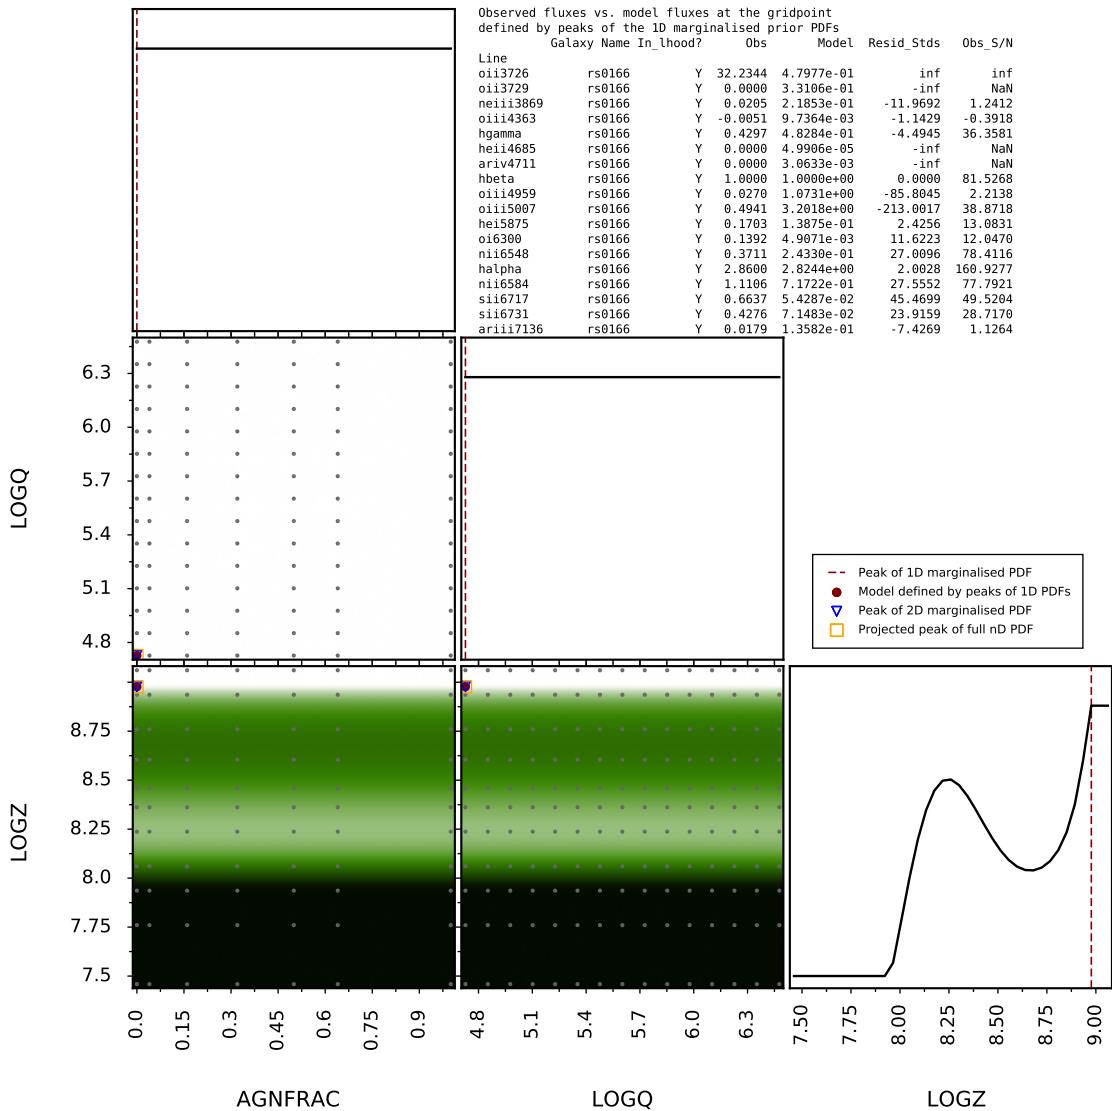 Observed fluxes vs. model fluxes at the gridpoint
defined by peaks of the 1D marginalised prior PDFs
Galaxy Name In_lhood? Obs Model Resid_Stds Obs_S/N
Line
oii3726 rs0166 Y 32.2344 4.7977e-01 inf inf
oii3729 rs0166 Y 0.0000 3.3106e-01 -inf NaN
neiii3869 rs0166 Y 0.0205 2.1853e-01 -11.9692 1.2412
oiii4363 rs0166 Y -0.0051 9.7364e-03 -1.1429 -0.3918
hgamma rs0166 Y 0.4297 4.8284e-01 -4.4945 36.3581
heii4685 rs0166 Y 0.0000 4.9906e-05 -inf NaN
ariv4711 rs0166 Y 0.0000 3.0633e-03 -inf NaN
hbeta rs0166 Y 1.0000 1.0000e+00 0.0000 81.5268
oiii4959 rs0166 Y 0.0270 1.0731e+00 -85.8045 2.2138
oiii5007 rs0166 Y 0.4941 3.2018e+00 -213.0017 38.8718
hei5875 rs0166 Y 0.1703 1.3875e-01 2.4256 13.0831
oi6300 rs0166 Y 0.1392 4.9071e-03 11.6223 12.0470
nii6548 rs0166 Y 0.3711 2.4330e-01 27.0096 78.4116
halpha rs0166 Y 2.8600 2.8244e+00 2.0028 160.9277
nii6584 rs0166 Y 1.1106 7.1722e-01 27.5552 77.7921
sii6717 rs0166 Y 0.6637 5.4287e-02 45.4699 49.5204
sii6731 rs0166 Y 0.4276 7.1483e-02 23.9159 28.7170
ariii7136 rs0166 Y 0.0179 1.3582e-01 -7.4269 1.1264
6.3
6.0
5.7
5.4
5.1
4.8
LOGQ
Peak of 1D marginalised PDF
Model defined by peaks of 1D PDFs
Peak of 2D marginalised PDF
Projected peak of full nD PDF
8.75
8.5
8.25
8.0
7.75
7.5
LOGZ
0.0 0.15 0.3 0.45 0.6 0.75 0.9
4.8 5.1 5.4 5.7 6.0 6.3
7.50 7.75 8.00 8.25 8.50 8.75 9.00
AGNFRAC
LOGQ
LOGZ